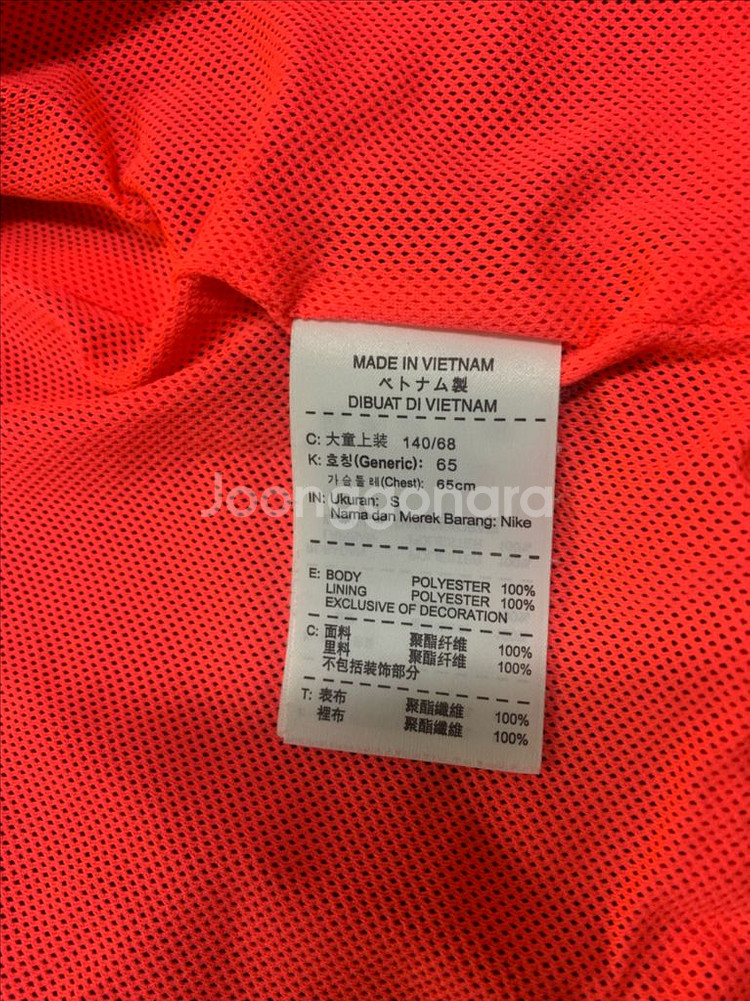 MADE IN VIETNAM
ベトナム製
DIBUAT DI VIETNAM
C: 大童上装 140/68
K: 호칭(Generic): 65
가슴둘레(Chest): 65cm
IN: Ukuran: S
Joonggonara
Nama dan Merek Barang: Nike
E: BODY POLYESTER 100%
LINING POLYESTER 100%
EXCLUSIVE OF DECORATION
C: 面料 聚酯纤维 100%
里料 聚酯纤维 100%
不包括装饰部分
T: 表布 聚酯纖維 100%
裡布 聚酯纖維 100%